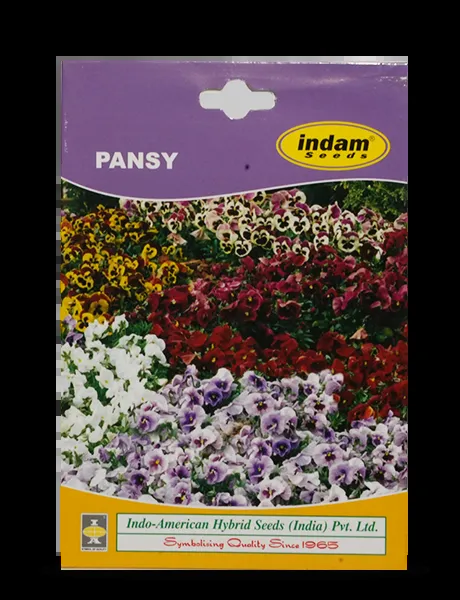 PANSY
indam®
Seeds
Indo-American Hybrid Seeds (India) Pvt. Ltd.
Symbolising Quality Since 1965